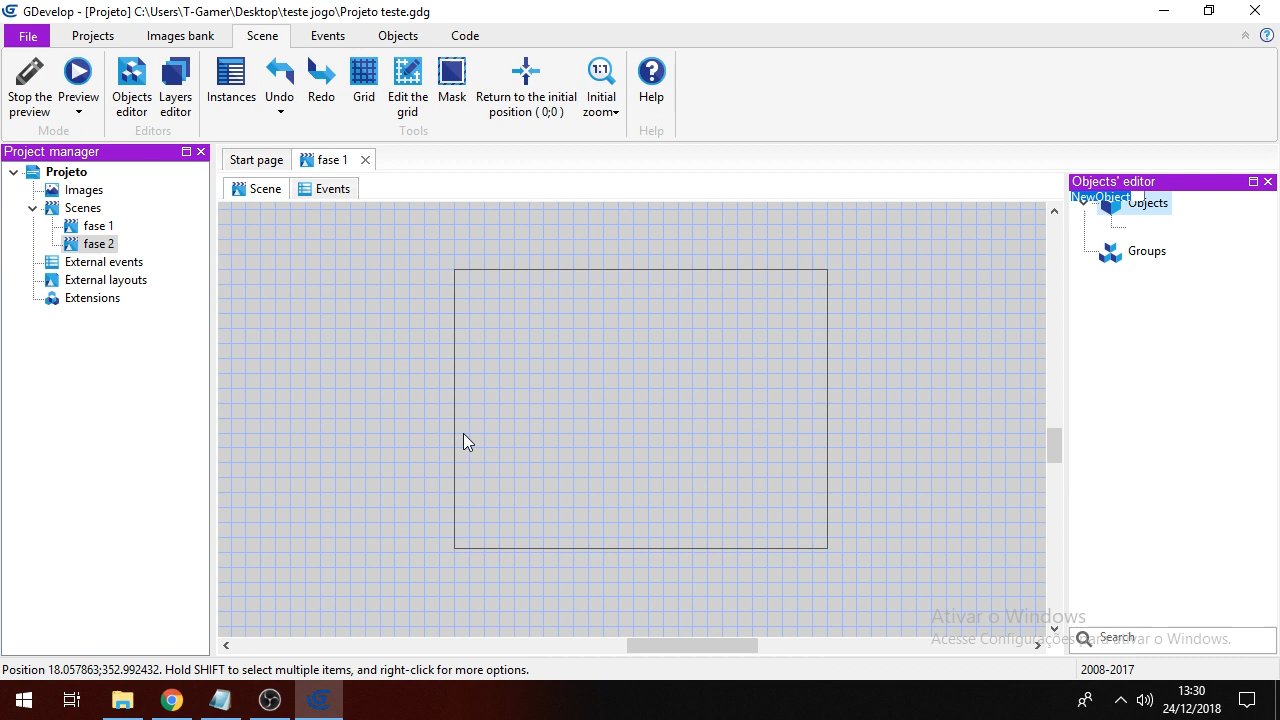 GDevelop - [Projeto] C:\Users\T-Gamer\Desktop\teste jogo\Projeto teste.gdg
File Projects Images bank Scene Events Objects Code
Stop the preview
Preview
Objects editor
Layers editor
Instances
Undo
Redo
Grid
Edit the grid
Mask
Return to the initial position ( 0;0 )
1:1
Initial zoom
Help
Mode Editors Tools Help
Project manager
Projeto
Images
Scenes
fase 1
fase 2
External events
External layouts
Extensions
Start page fase 1
Scene Events
Objects' editor
NewObject
Objects
Groups
Ativar o Windows
Acesse Configurações para ativar o Windows.
Search
Position 18.057863;352.992432. Hold SHIFT to select multiple items, and right-click for more options.
2008-2017
13:30
24/12/2018